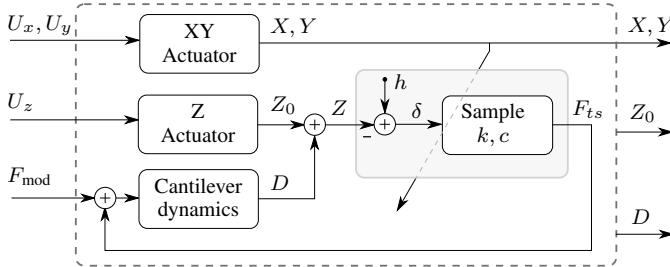 U_x, U_y
XY
Actuator
X, Y
X, Y
h
U_z
Z
Actuator
Z_0
Z
δ
Sample
k, c
F_ts
Z_0
+
+
-
F_mod
+
Cantilever
dynamics
D
D